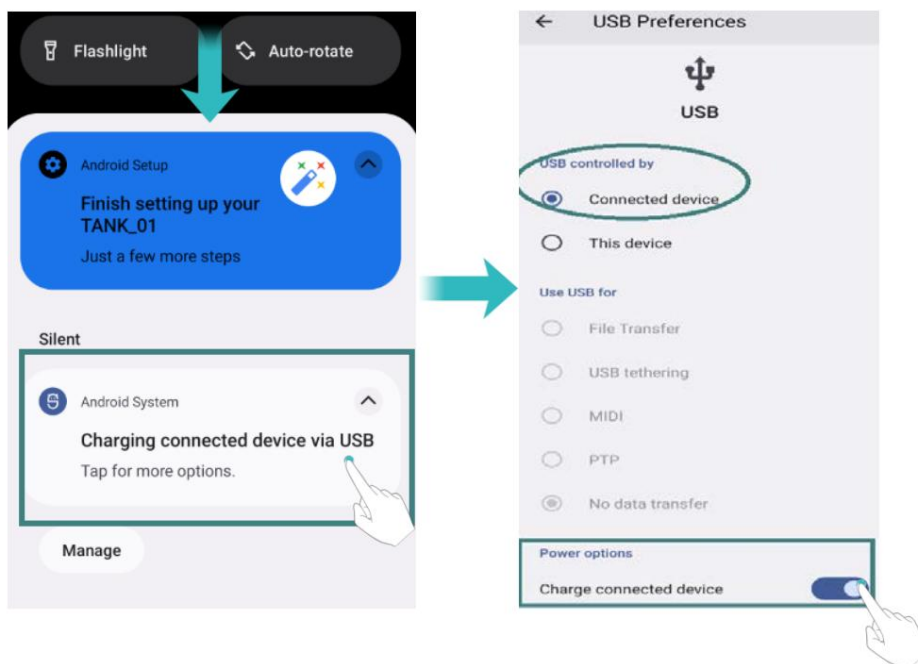 Flashlight
Auto-rotate
Android Setup
Finish setting up your
TANK_01
Just a few more steps
Silent
Android System
Charging connected device via USB
Tap for more options.
Manage
USB Preferences
USB
USB controlled by
Connected device
This device
Use USB for
File Transfer
USB tethering
MIDI
PTP
No data transfer
Power options
Charge connected device